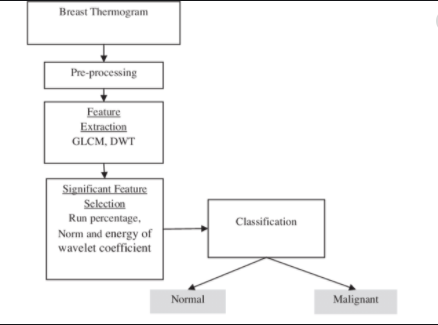 Breast Thermogram
Pre-processing
Feature
Extraction
GLCM, DWT
Significant Feature
Selection
Run percentage,
Norm and energy of
wavelet coefficient
Classification
Normal
Malignant